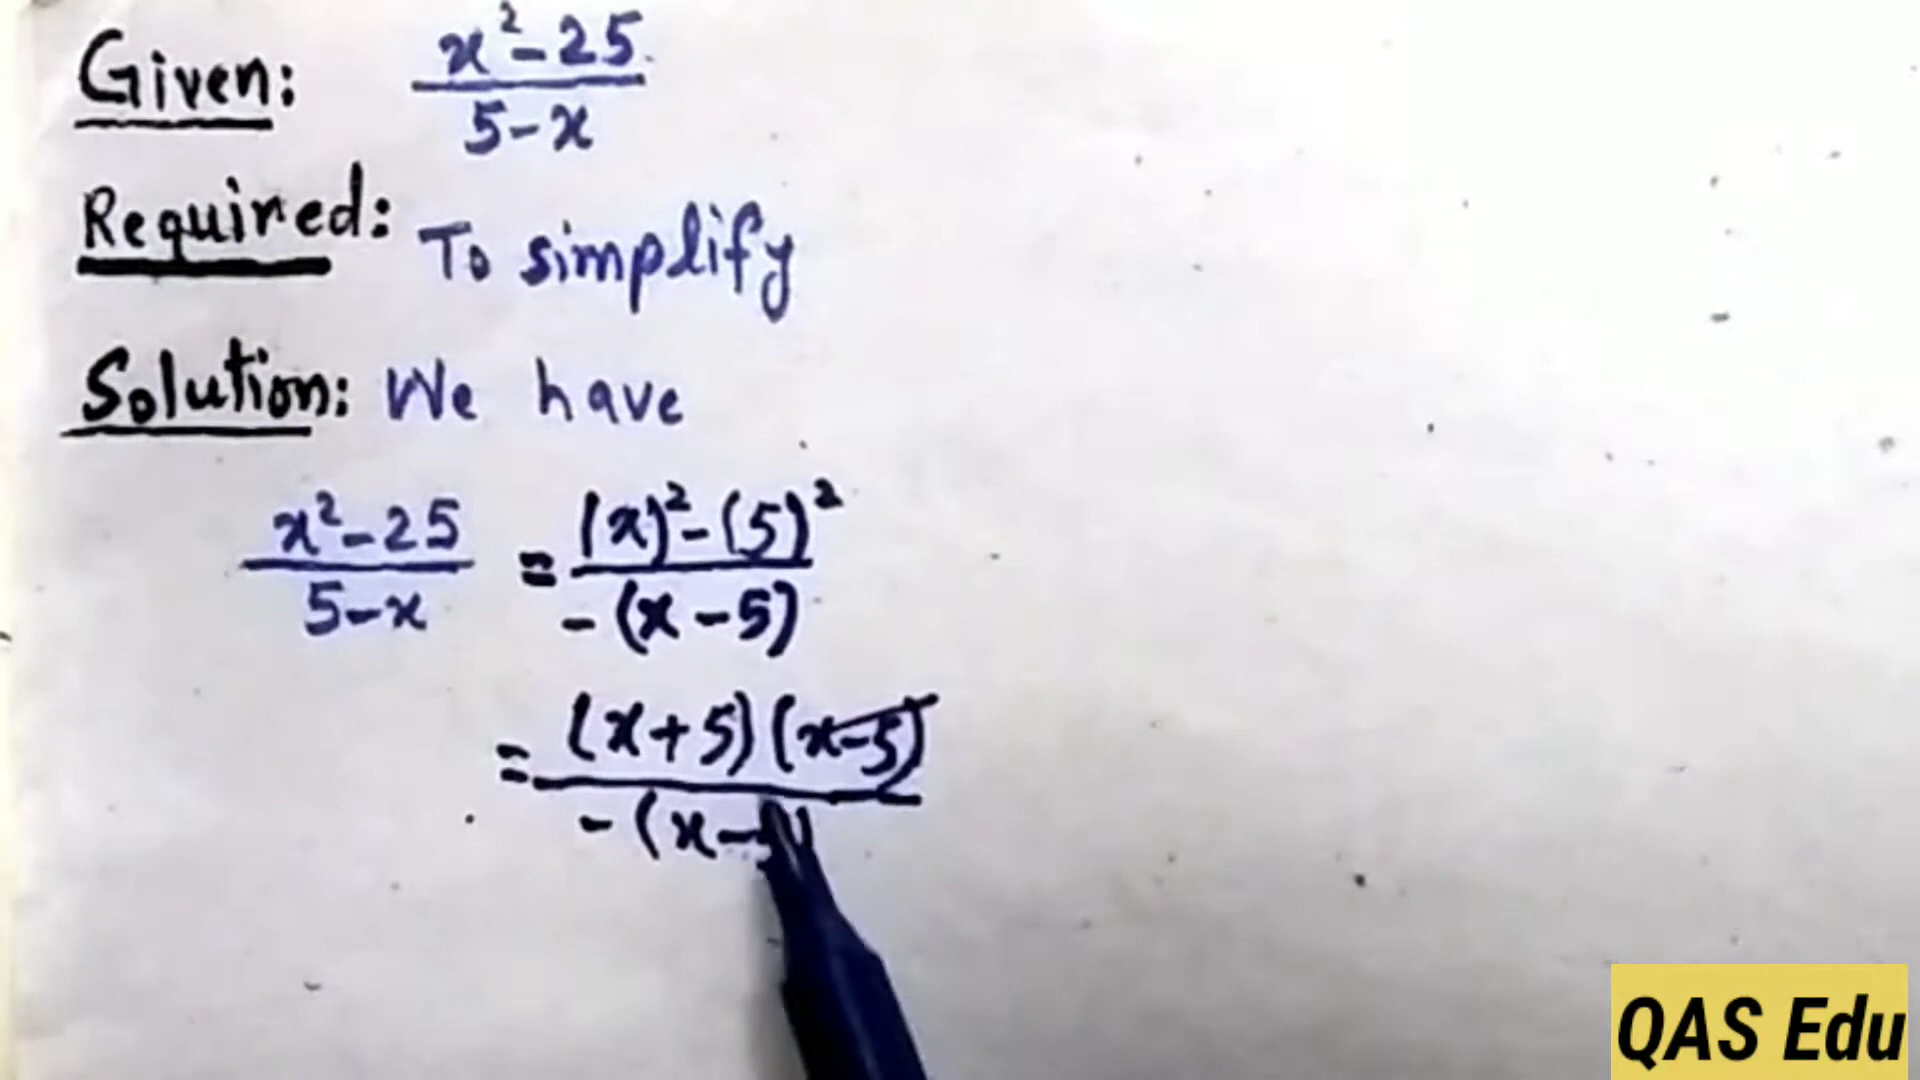 Given: x²-25 / 5-x
Required: To simplify
Solution: We have
x²-25 / 5-x = (x)²-(5)² / -(x-5)
= (x+5)(x-5) / -(x-
QAS Edu